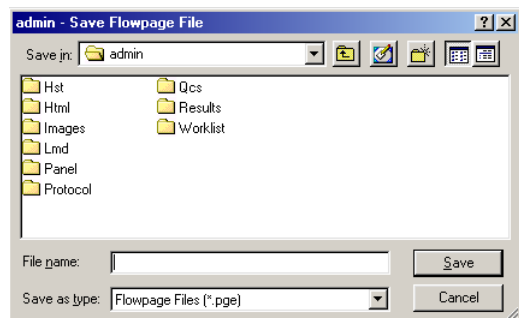 admin - Save Flowpage File
Save in: admin
Hst Qcs
Html Results
Images Worklist
Lmd
Panel
Protocol
File name: Save
Save as type: Flowpage Files (*.pge) Cancel